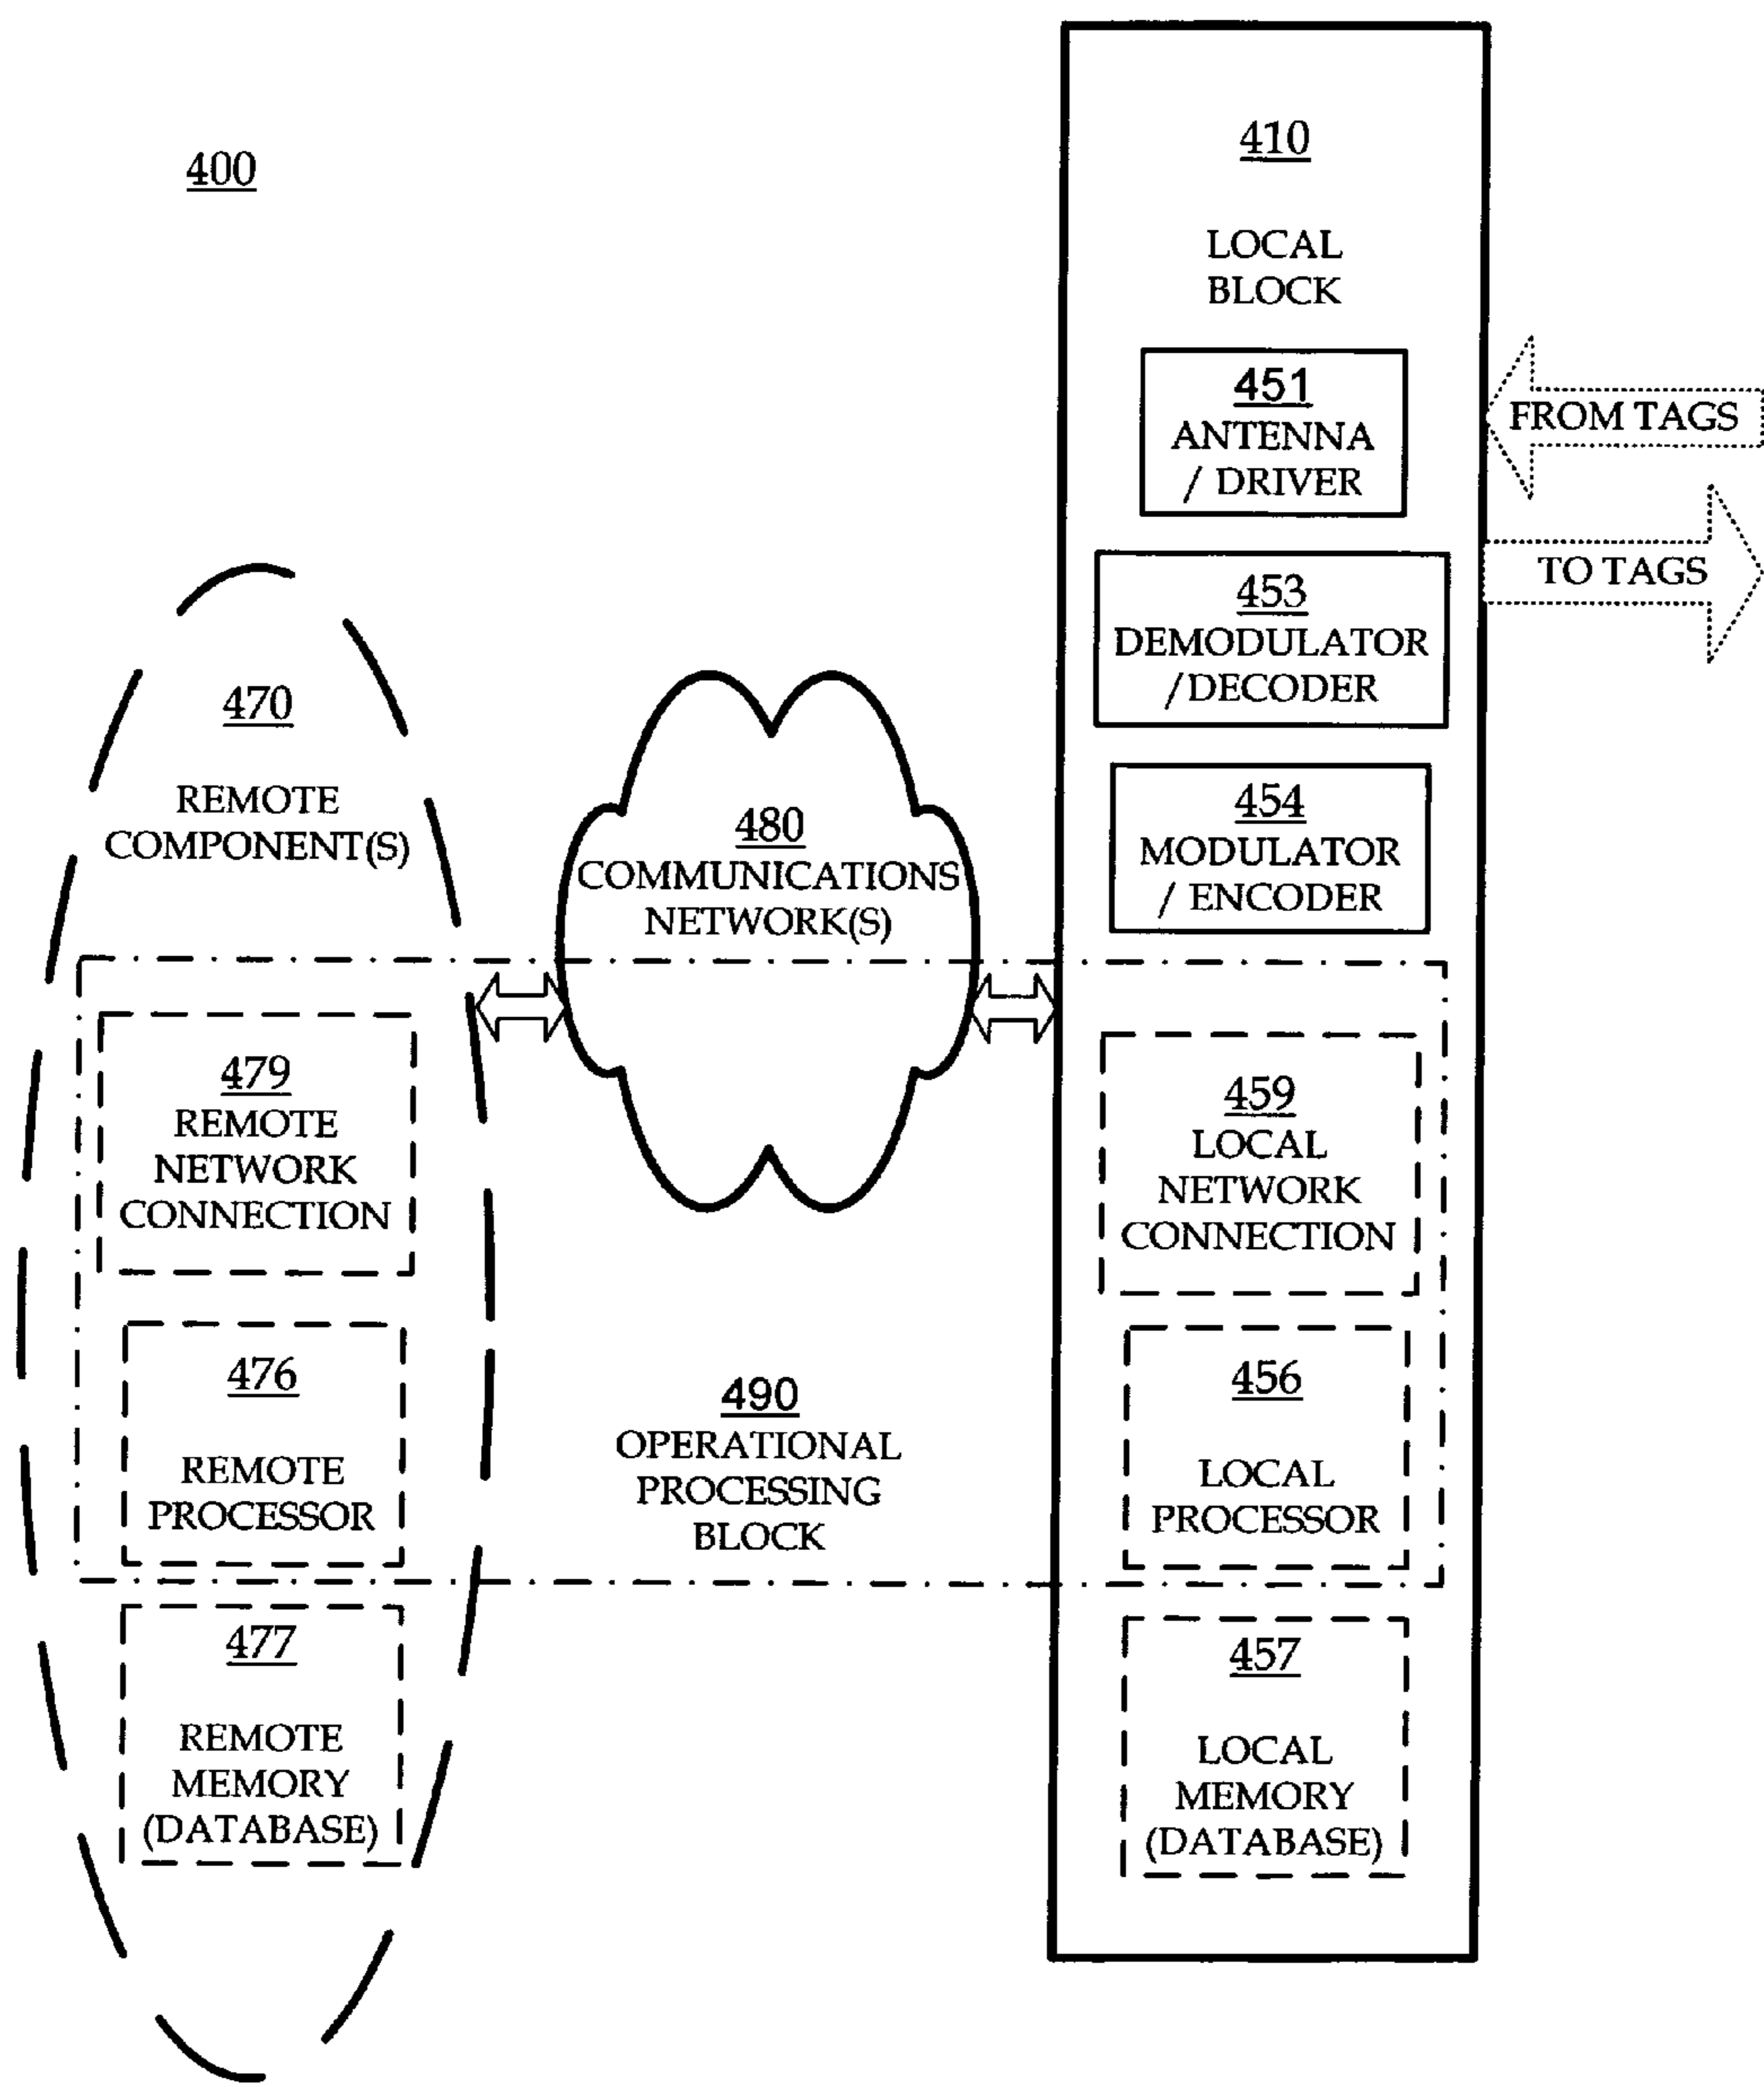 400
410
LOCAL
BLOCK
451
ANTENNA
/ DRIVER
FROM TAGS
TO TAGS
453
DEMODULATOR
/DECODER
454
MODULATOR
/ ENCODER
470
REMOTE
COMPONENT(S)
480
COMMUNICATIONS
NETWORK(S)
479
REMOTE
NETWORK
CONNECTION
459
LOCAL
NETWORK
CONNECTION
476
REMOTE
PROCESSOR
490
OPERATIONAL
PROCESSING
BLOCK
456
LOCAL
PROCESSOR
477
REMOTE
MEMORY
(DATABASE)
457
LOCAL
MEMORY
(DATABASE)